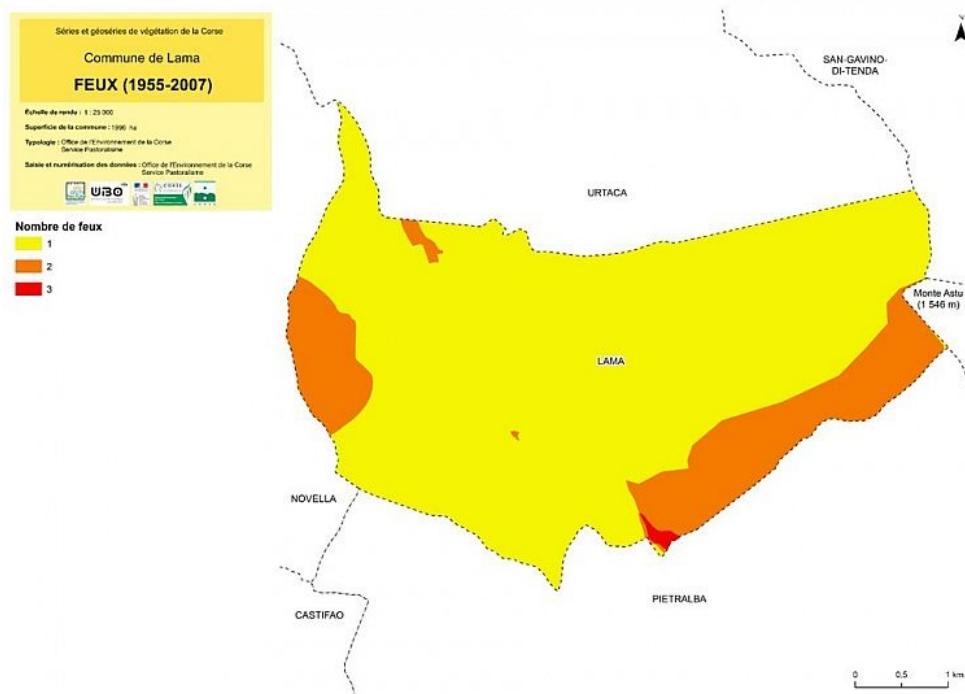 Séries et géoséries de végétation de la Corse
Commune de Lama
FEUX (1955-2007)
Échelle de rendu : 1 : 25 000
Superficie de la commune : 1996 ha
Typologie : Office de l'Environnement de la Corse
Service Pastoralisme
Saisie et numérisation des données : Office de l'Environnement de la Corse
Service Pastoralisme
UBO
Nombre de feux
1
2
3
SAN-GAVINO-
DI-TENDA
URTACA
Monte Astu
(1 546 m)
LAMA
NOVELLA
PIETRALBA
CASTIFAO
0 0,5 1 km